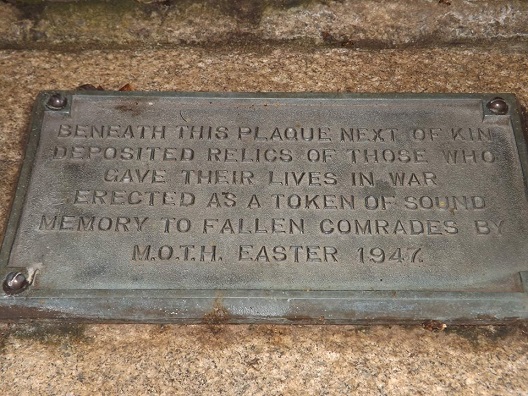 BENEATH THIS PLAQUE NEXT OF KIN
DEPOSITED RELICS OF THOSE WHO
GAVE THEIR LIVES IN WAR
ERECTED AS A TOKEN OF SOUND
MEMORY TO FALLEN COMRADES BY
M.O.T.H. EASTER 1947.